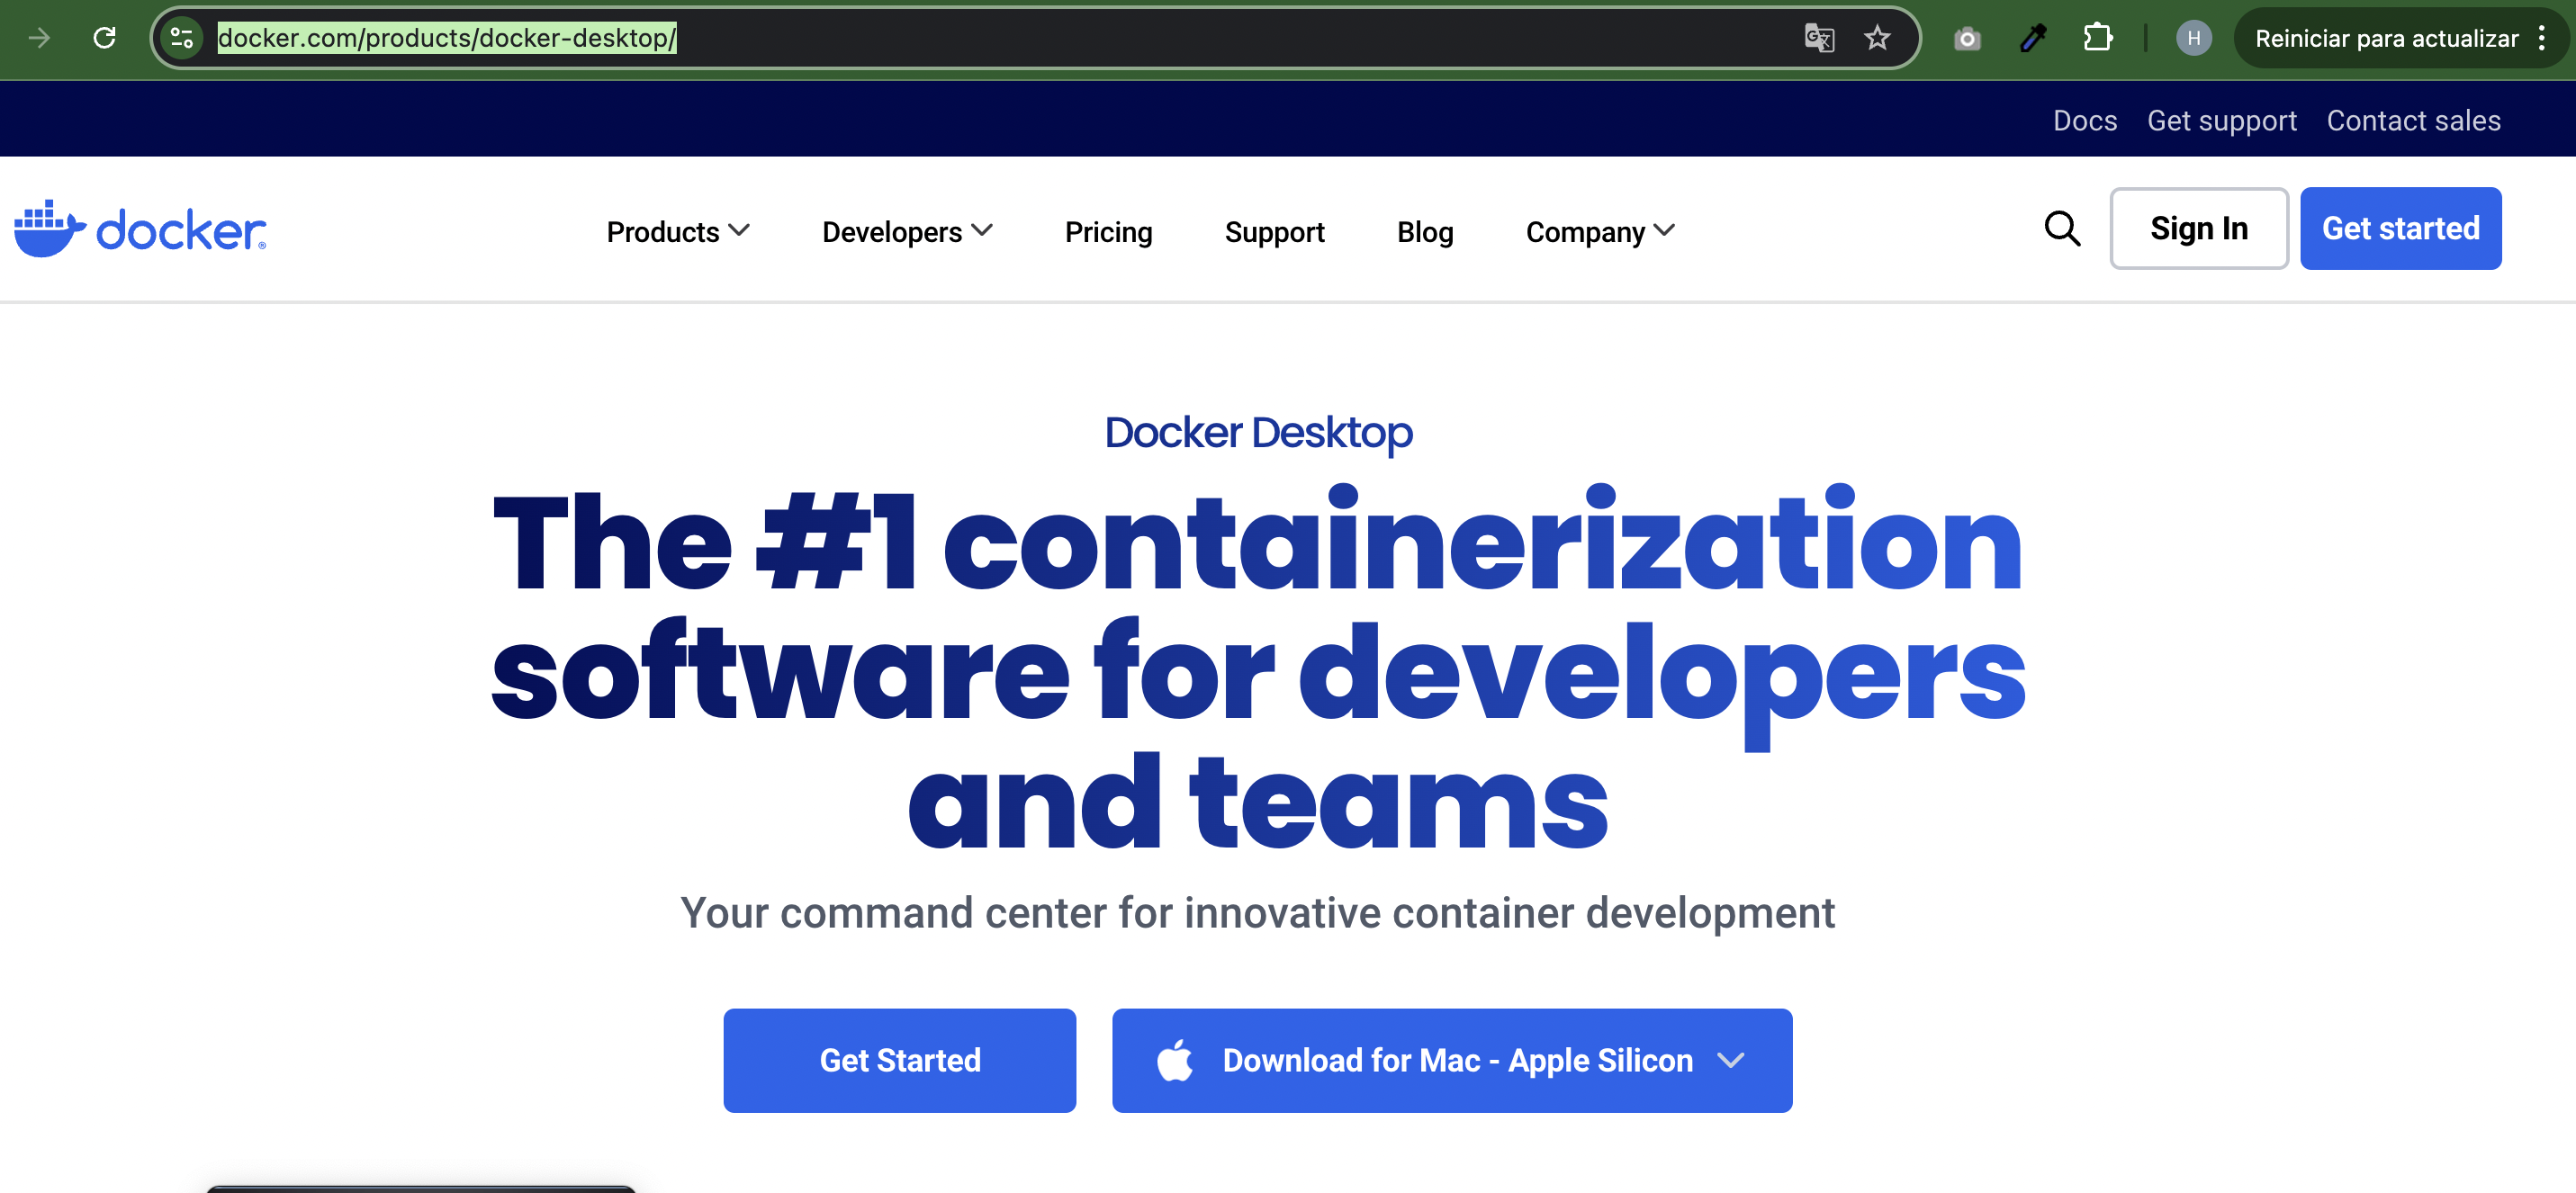 docker.com/products/docker-desktop/
H
Reiniciar para actualizar
Docs Get support Contact sales
docker®
Products Developers Pricing Support Blog Company Sign In Get started
Docker Desktop
The #1 containerization
software for developers
and teams
Your command center for innovative container development
Get Started Download for Mac - Apple Silicon